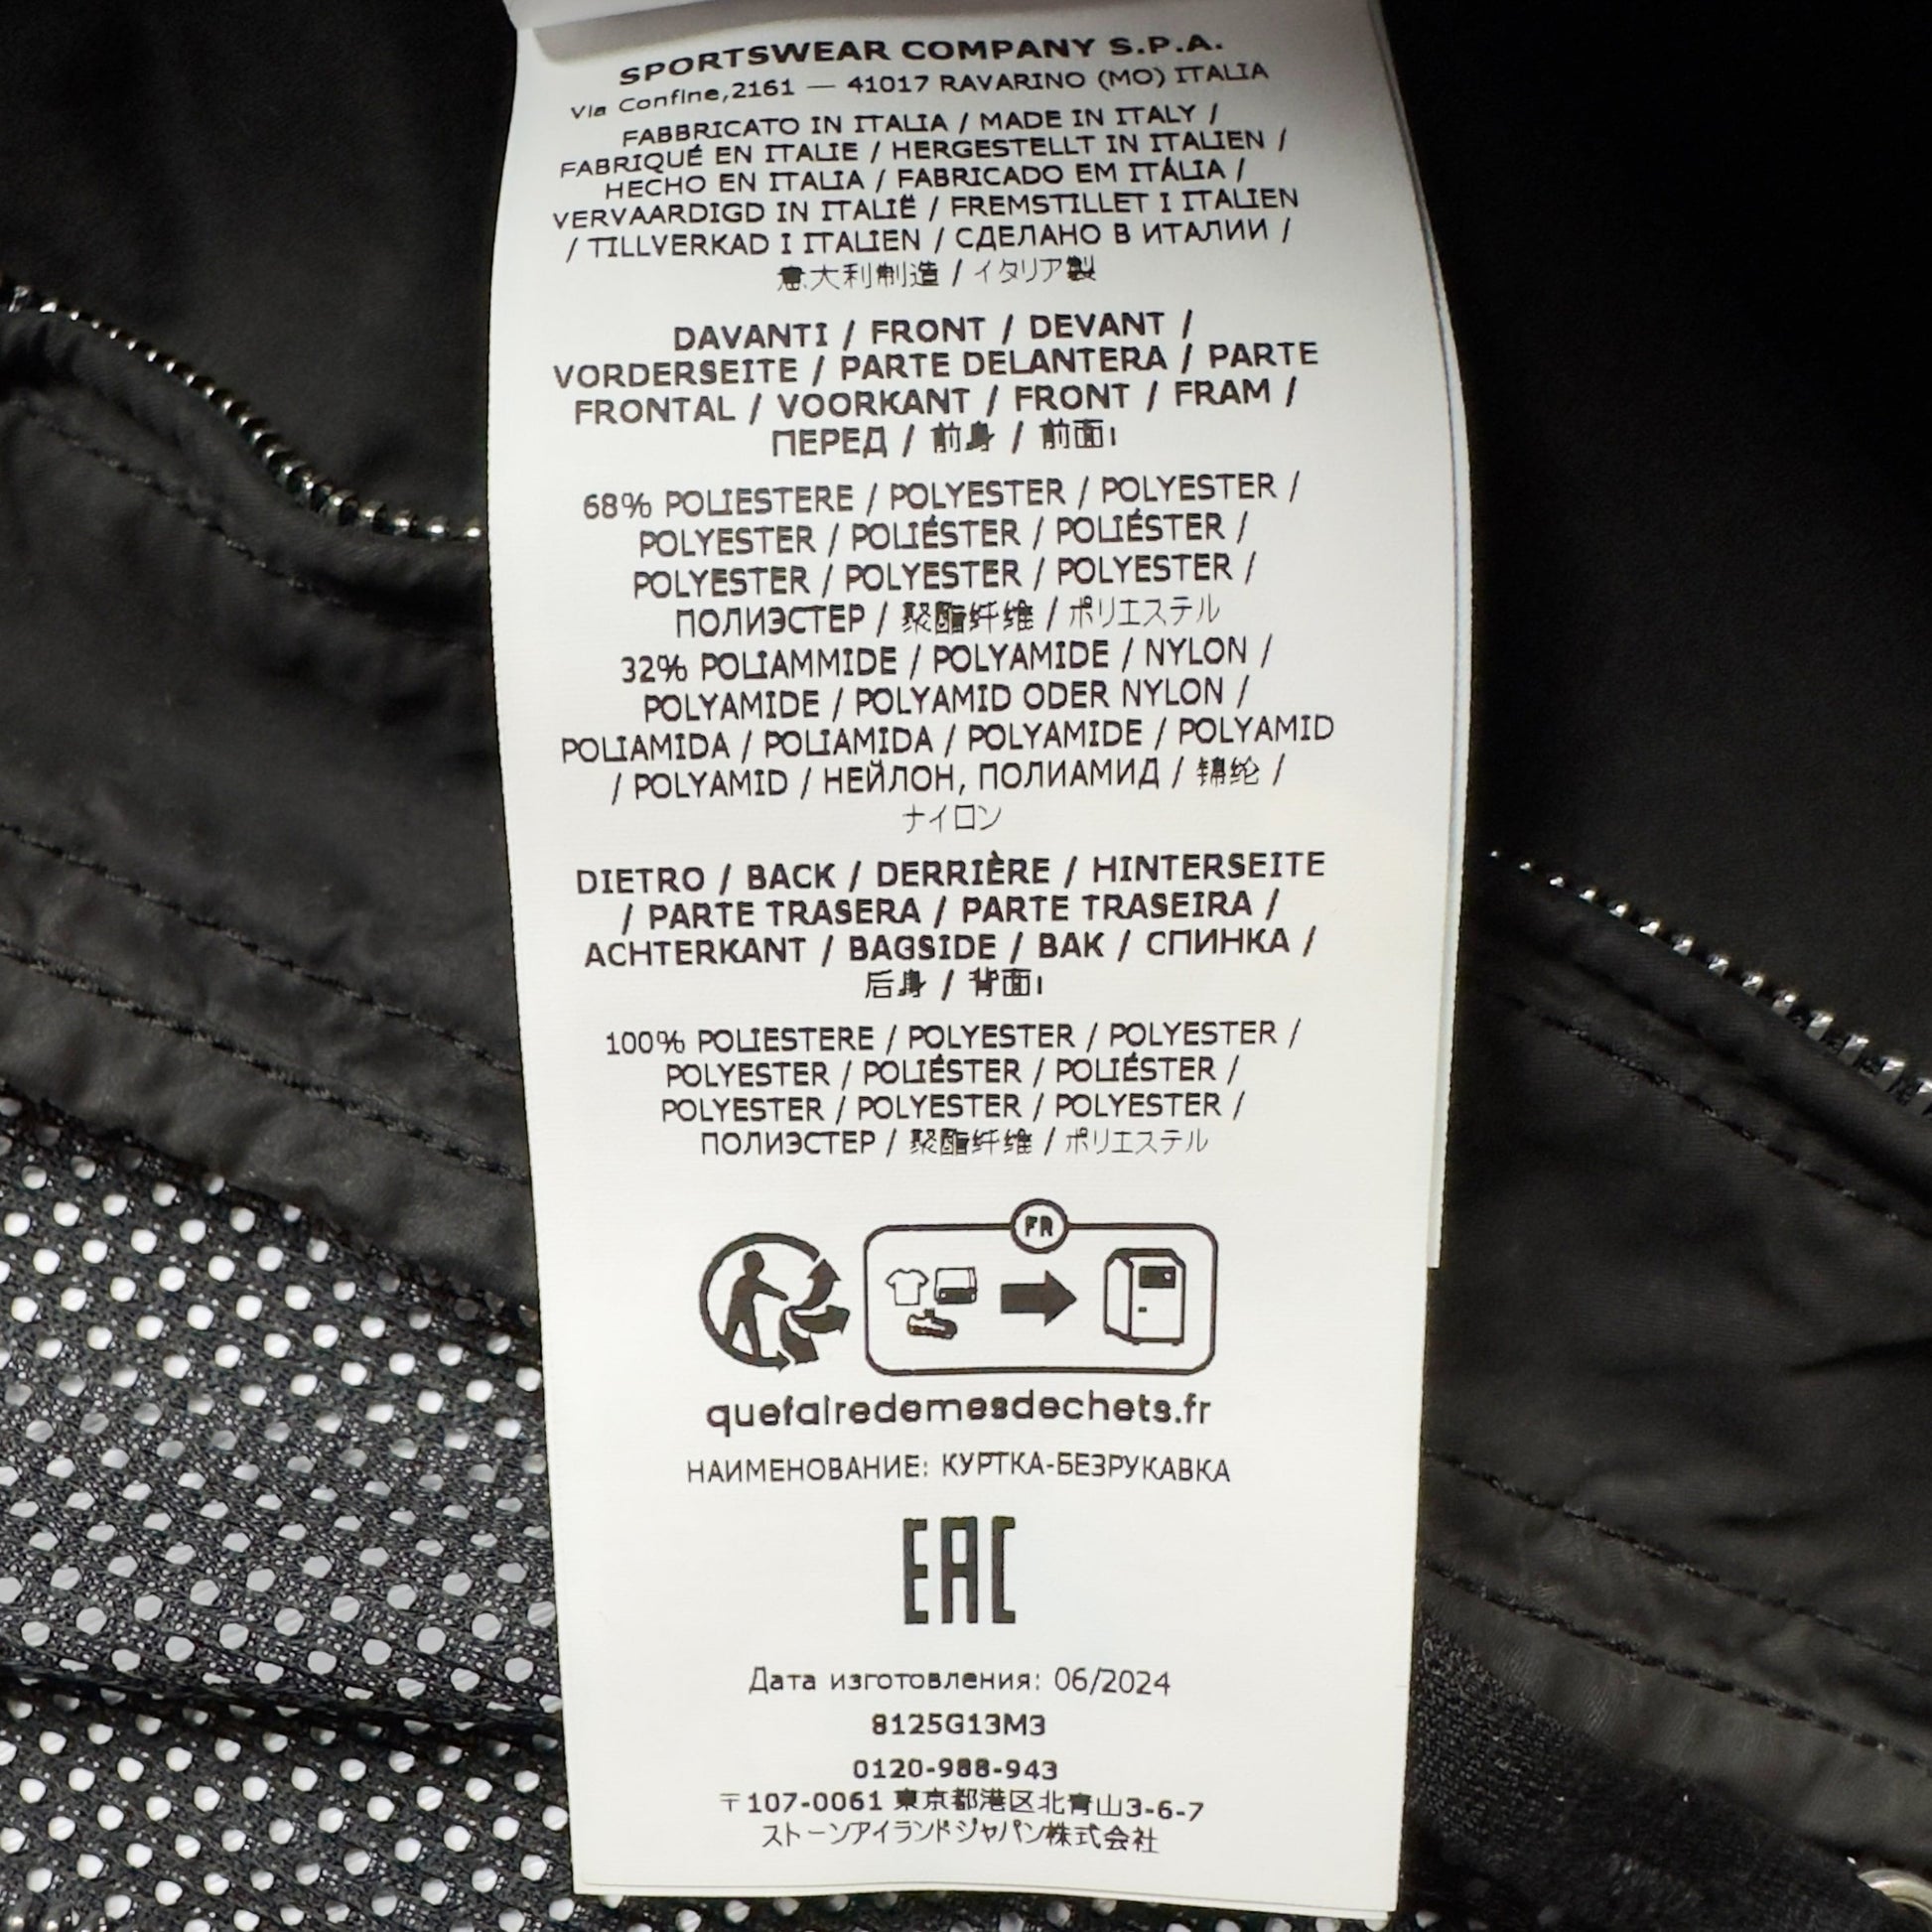 SPORTSWEAR COMPANY S.P.A.
Via Confine,2161 — 41017 RAVARINO (MO) ITALIA
FABBRICATO IN ITALIA / MADE IN ITALY /
FABRIQUÉ EN ITALIE / HERGESTELLT IN ITALIEN /
HECHO EN ITALIA / FABRICADO EM ITÁLIA /
VERVAARDIGD IN ITALIË / FREMSTILLET I ITALIEN
/ TILLVERKAD I ITALIEN / СДЕЛАНО В ИТАЛИИ /
意大利制造 / イタリア製
DAVANTI / FRONT / DEVANT /
VORDERSEITE / PARTE DELANTERA / PARTE
FRONTAL / VOORKANT / FRONT / FRAM /
ПЕРЕД / 前身 / 前面ı
68% POLIESTERE / POLYESTER / POLYESTER /
POLYESTER / POLIÉSTER / POLIÉSTER /
POLYESTER / POLYESTER / POLYESTER /
ПОЛИЭСТЕР / 聚酯纤维 / ポリエステル
32% POLIAMMIDE / POLYAMIDE / NYLON /
POLYAMIDE / POLYAMID ODER NYLON /
POLIAMIDA / POLIAMIDA / POLYAMIDE / POLYAMID
/ POLYAMID / НЕЙЛОН, ПОЛИАМИД / 锦纶 /
ナイロン
DIETRO / BACK / DERRIÈRE / HINTERSEITE
/ PARTE TRASERA / PARTE TRASEIRA /
ACHTERKANT / BAGSIDE / BAK / СПИНКА /
后身 / 背面ı
100% POLIESTERE / POLYESTER / POLYESTER /
POLYESTER / POLIÉSTER / POLIÉSTER /
POLYESTER / POLYESTER / POLYESTER /
ПОЛИЭСТЕР / 聚酯纤维 / ポリエステル
FR
quefairedemesdechets.fr
НАИМЕНОВАНИЕ: КУРТКА-БЕЗРУКАВКА
EAC
Дата изготовления: 06/2024
8125G13M3
0120-988-943
〒107-0061 東京都港区北青山3-6-7
ストーンアイランドジャパン株式会社